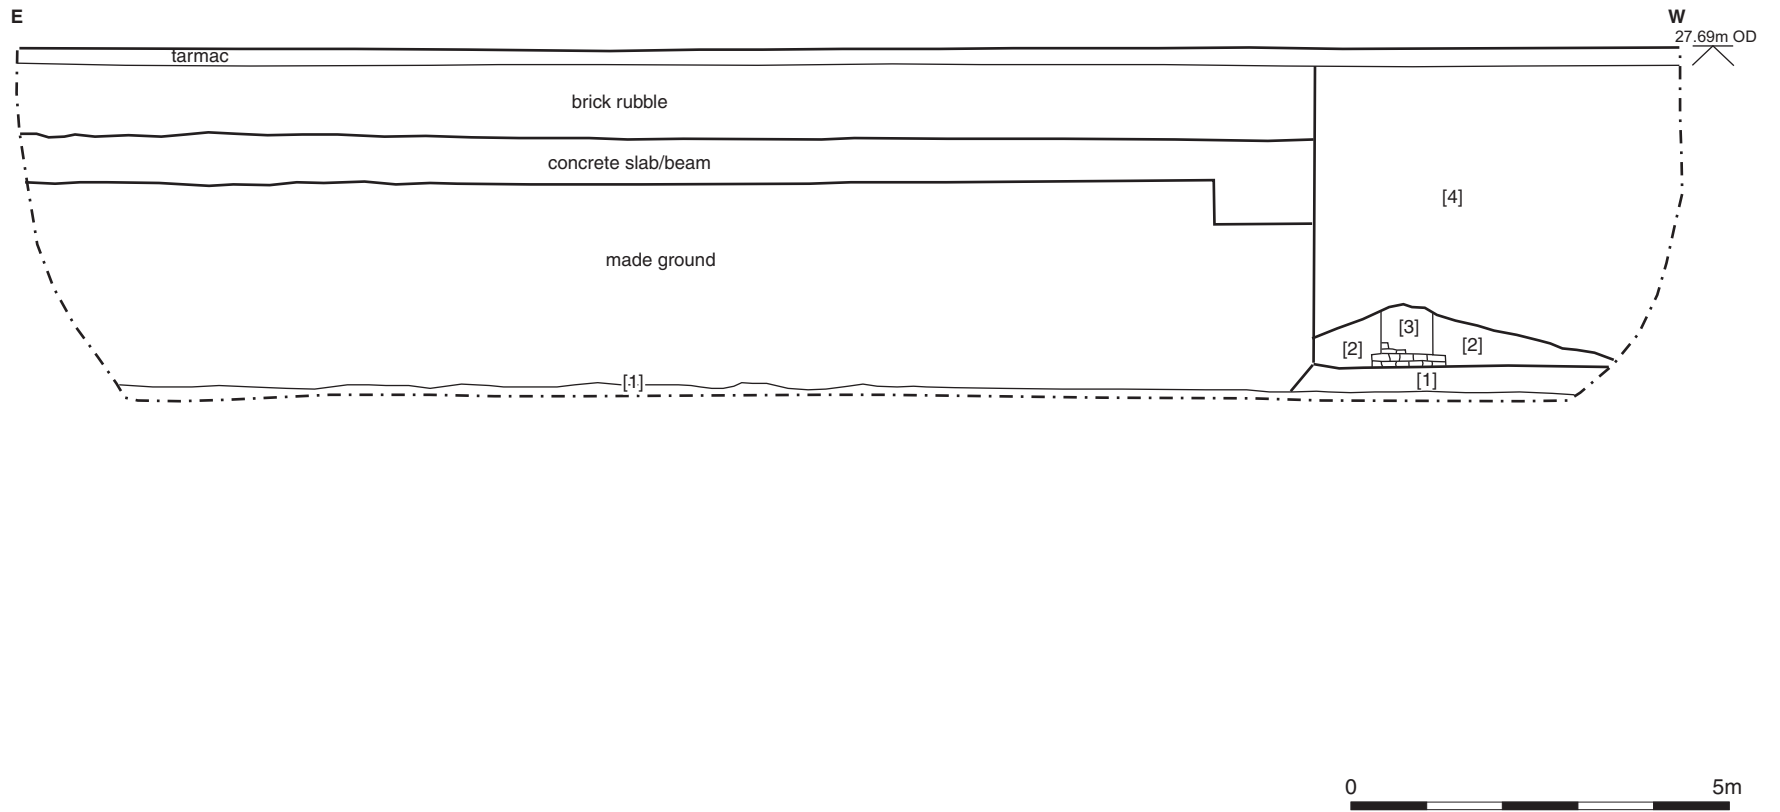 E
W
27.69m OD
tarmac
brick rubble
concrete slab/beam
[4]
made ground
[3]
[2]
[2]
[1]
[1]
0
5m